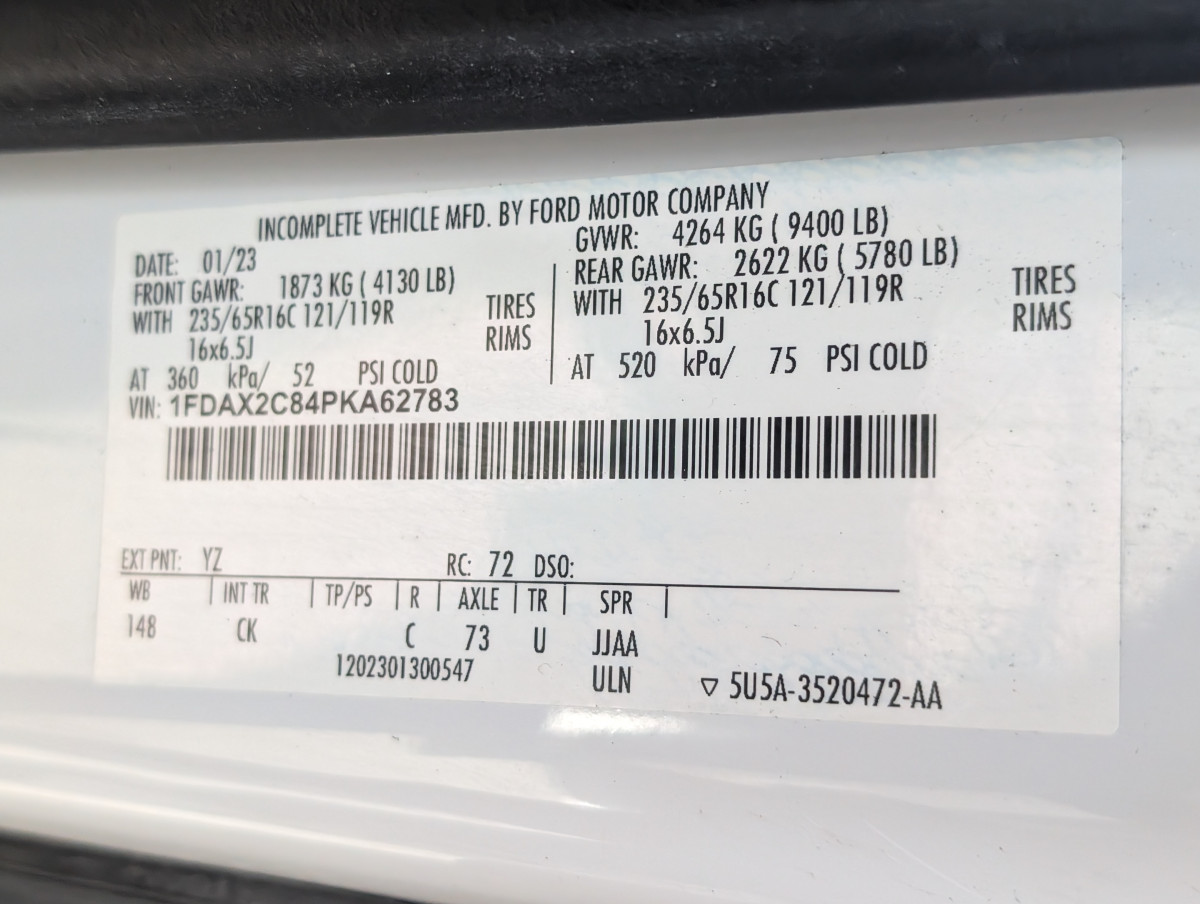 INCOMPLETE VEHICLE MFD. BY FORD MOTOR COMPANY
DATE: 01/23 GVWR: 4264 KG ( 9400 LB)
FRONT GAWR: 1873 KG ( 4130 LB) REAR GAWR: 2622 KG ( 5780 LB)
WITH 235/65R16C 121/119R TIRES WITH 235/65R16C 121/119R TIRES
16x6.5J RIMS 16x6.5J RIMS
AT 360 kPa/ 52 PSI COLD AT 520 kPa/ 75 PSI COLD
VIN: 1FDAX2C84PKA62783
EXT PNT: YZ RC: 72 DSO:
WB | INT TR | TP/PS | R | AXLE | TR | SPR |
148 CK C 73 U JJAA
1202301300547 ULN ▽ 5U5A-3520472-AA